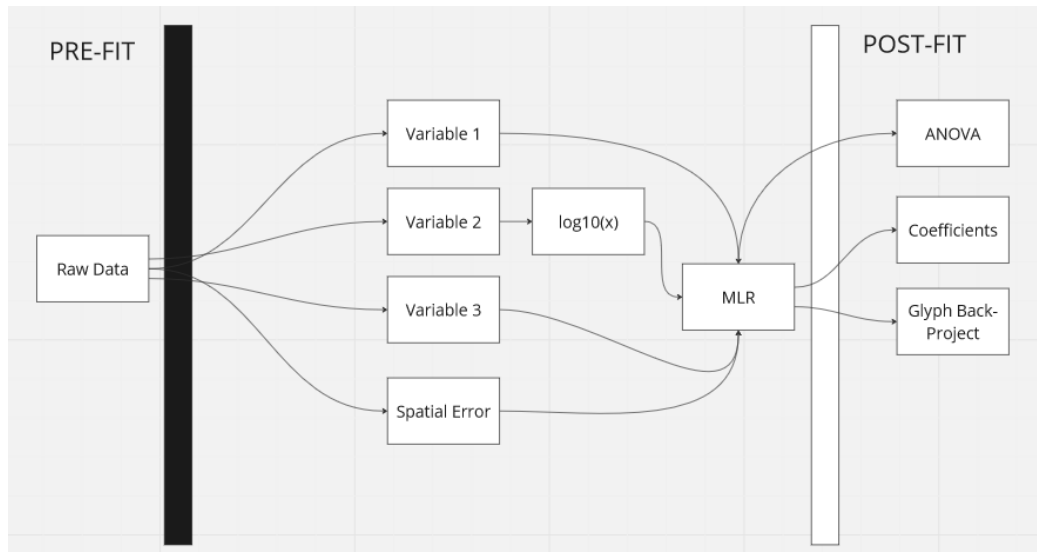 PRE-FIT
POST-FIT
Raw Data
Variable 1
Variable 2
log10(x)
Variable 3
Spatial Error
MLR
ANOVA
Coefficients
Glyph Back-
Project